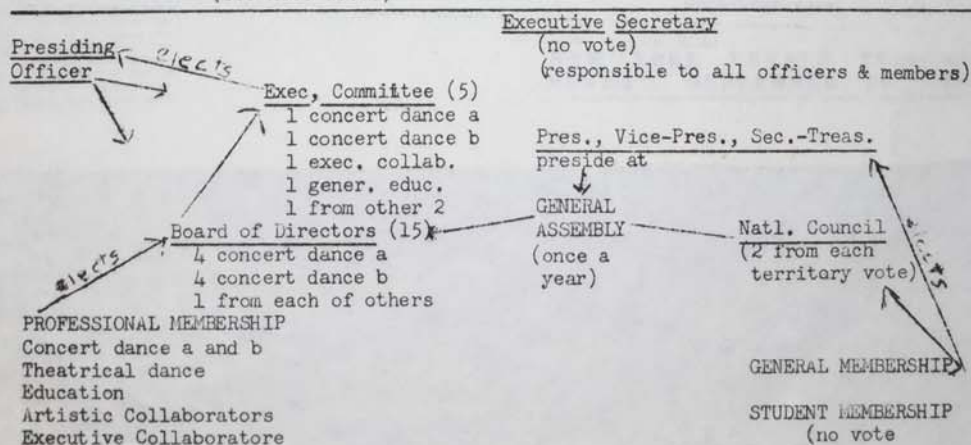 Executive Secretary
(no vote)
(responsible to all officers & members)
Presiding
Officer
elects
Exec, Committee (5)
1 concert dance a
1 concert dance b
1 exec. collab.
1 gener. educ.
1 from other 2
Pres., Vice-Pres., Sec.-Treas.
preside at
GENERAL
ASSEMBLY
(once a
year)
Natl. Council
(2 from each
territory vote)
elects
Board of Directors (15)
4 concert dance a
4 concert dance b
1 from each of others
elects
PROFESSIONAL MEMBERSHIP
Concert dance a and b
Theatrical dance
Education
Artistic Collaborators
Executive Collaboratore
GENERAL MEMBERSHIP
STUDENT MEMBERSHIP
(no vote